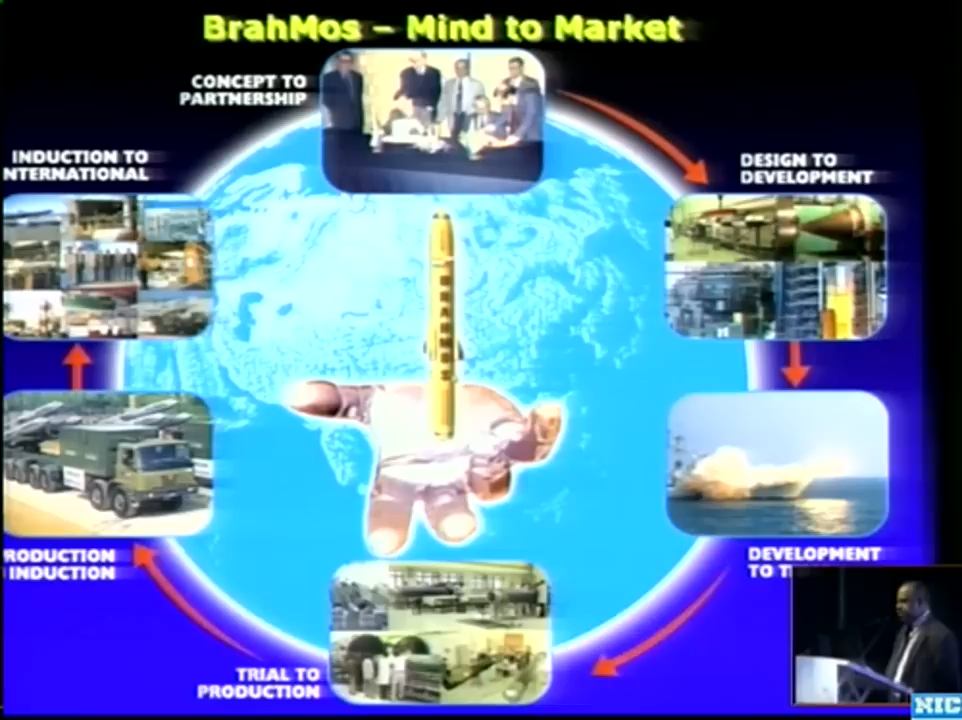 BrahMos – Mind to Market
CONCEPT TO
PARTNERSHIP
INDUCTION TO
NTERNATIONAL
DESIGN TO
DEVELOPMENT
BRAHMOS
RODUCTION
INDUCTION
DEVELOPMENT
TO T
TRIAL TO
PRODUCTION
NIC